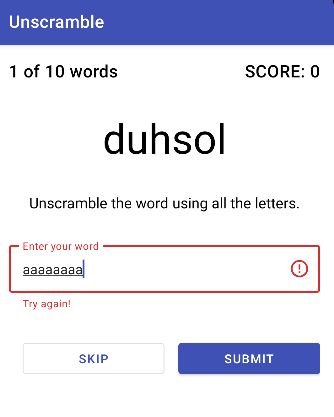 Unscramble
1 of 10 words SCORE: 0
duhsol
Unscramble the word using all the letters.
Enter your word
aaaaaaaa
Try again!
SKIP SUBMIT